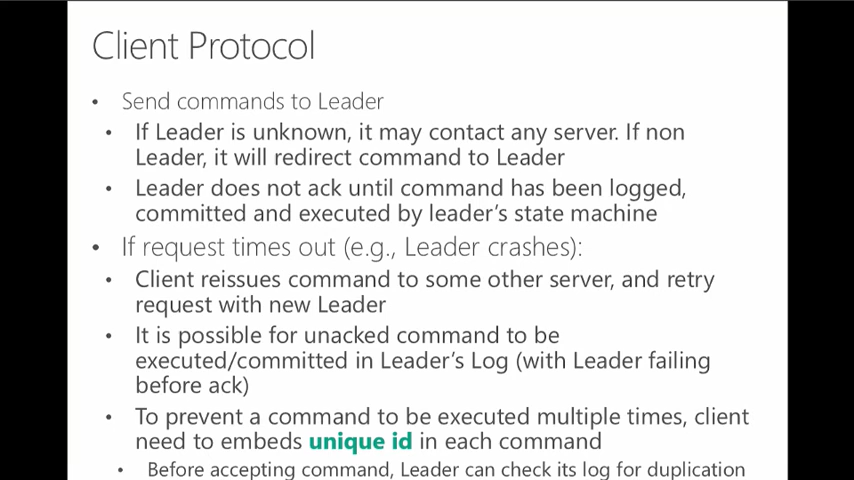 Client Protocol
• Send commands to Leader
• If Leader is unknown, it may contact any server. If non
Leader, it will redirect command to Leader
• Leader does not ack until command has been logged,
committed and executed by leader's state machine
• If request times out (e.g., Leader crashes):
• Client reissues command to some other server, and retry
request with new Leader
• It is possible for unacked command to be
executed/committed in Leader's Log (with Leader failing
before ack)
• To prevent a command to be executed multiple times, client
need to embeds unique id in each command
• Before accepting command, Leader can check its log for duplication